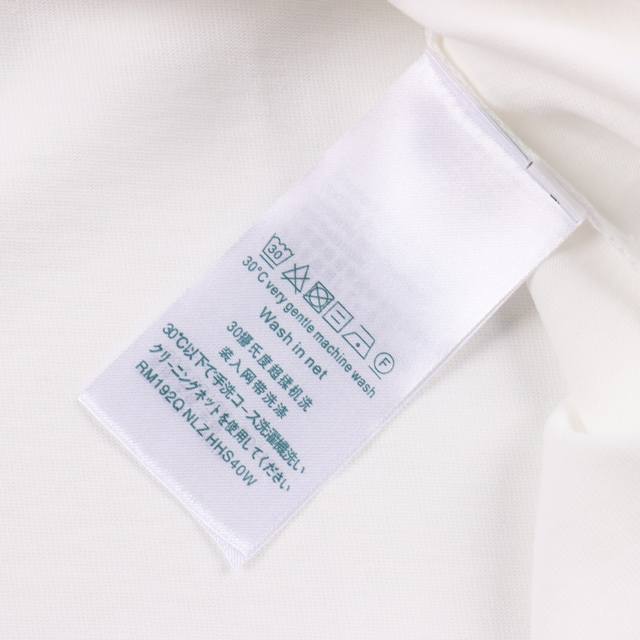 30
F
30°C very gentle machine wash
Wash in net
30摄氏度超柔机洗
装入网带洗涤
30℃以下で手洗コース洗濯機洗い
クリーニングネットを使用してください
RM192Q NLZ HHS40W